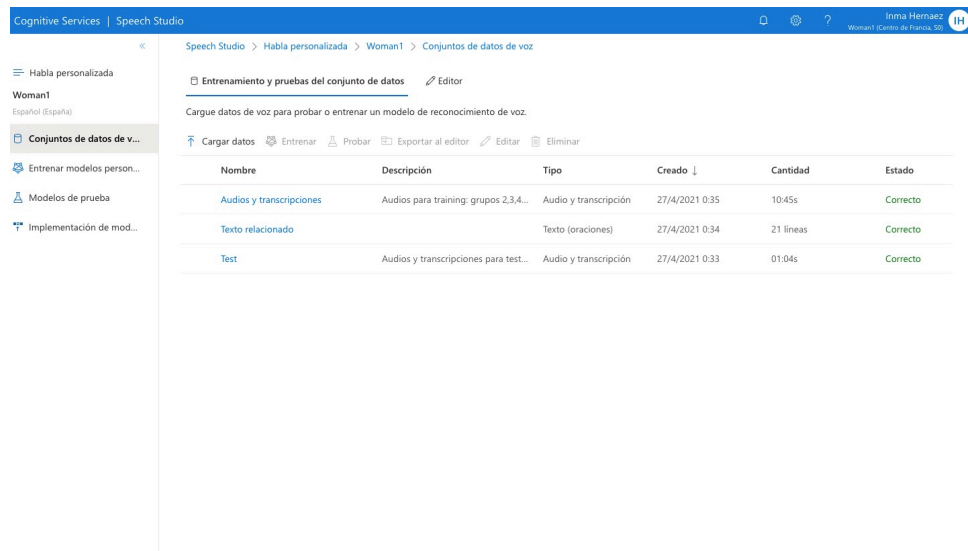 Cognitive Services | Speech Studio
Inma Hernaez
Woman1 (Centro de Francia, S0)
IH
Speech Studio > Habla personalizada > Woman1 > Conjuntos de datos de voz
Habla personalizada
Woman1
Español (España)
Conjuntos de datos de v...
Entrenar modelos person...
Modelos de prueba
Implementación de mod...
Entrenamiento y pruebas del conjunto de datos Editor
Cargue datos de voz para probar o entrenar un modelo de reconocimiento de voz.
Cargar datos Entrenar Probar Exportar al editor Editar Eliminar
Nombre Descripción Tipo Creado ↓ Cantidad Estado
Audios y transcripciones Audios para training: grupos 2,3,4... Audio y transcripción 27/4/2021 0:35 10:45s Correcto
Texto relacionado Texto (oraciones) 27/4/2021 0:34 21 líneas Correcto
Test Audios y transcripciones para test... Audio y transcripción 27/4/2021 0:33 01:04s Correcto